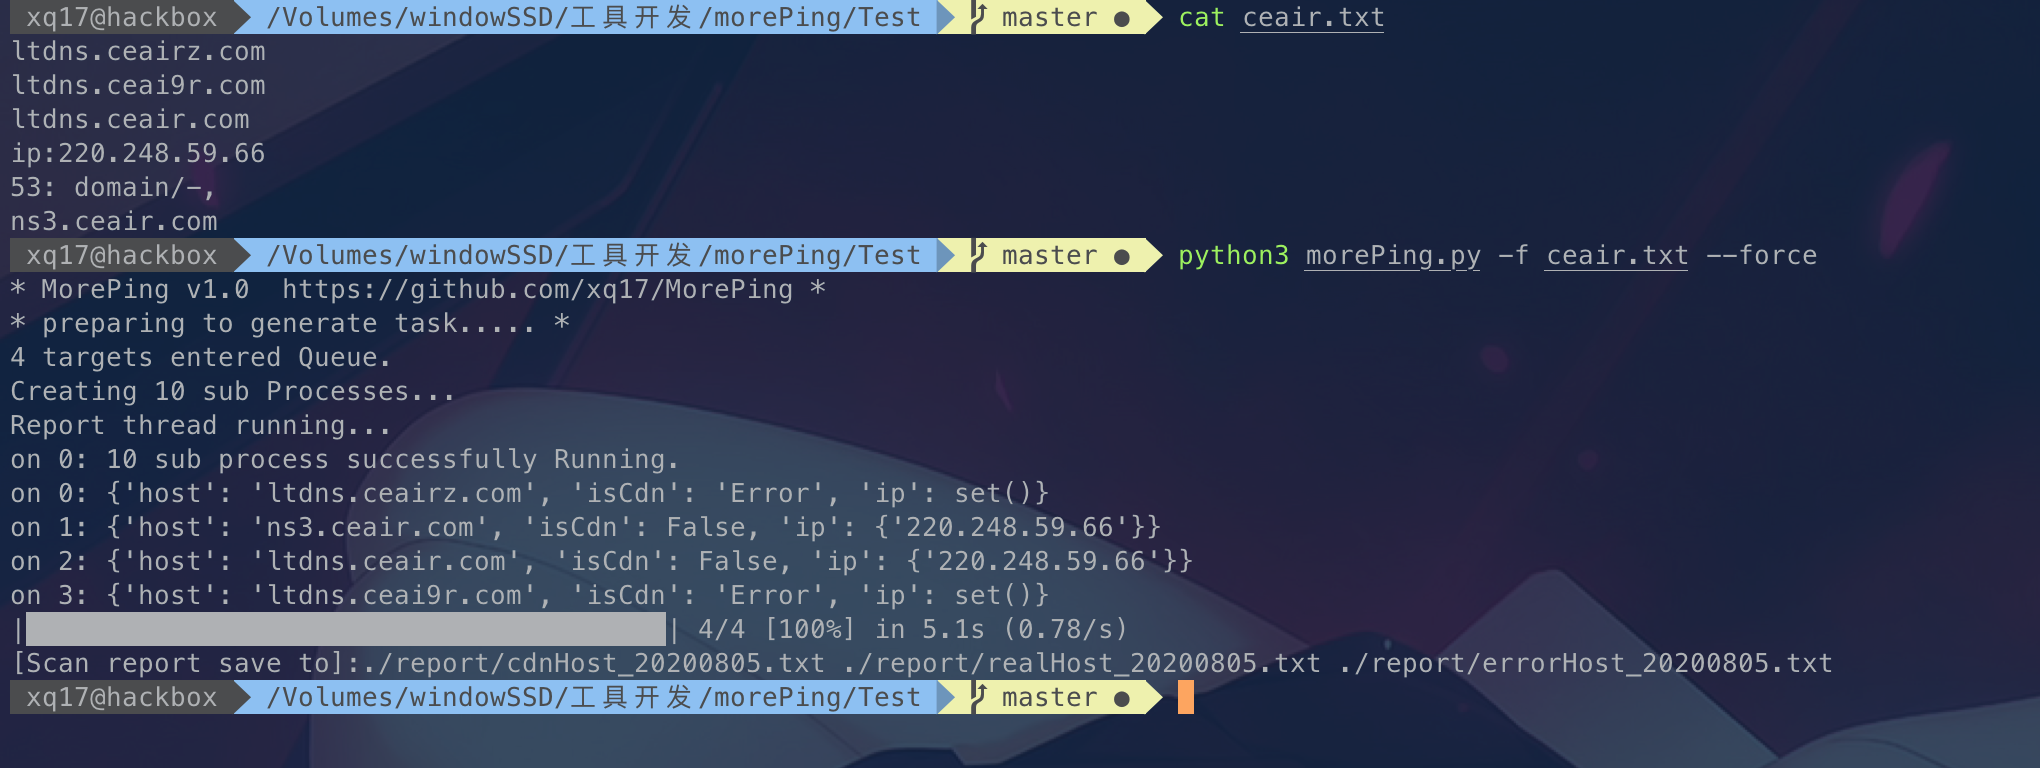 xq17@hackbox /Volumes/windowSSD/工具开发/morePing/Test master ● cat ceair.txt
ltdns.ceairz.com
ltdns.ceai9r.com
ltdns.ceair.com
ip:220.248.59.66
53: domain/-,
ns3.ceair.com
xq17@hackbox /Volumes/windowSSD/工具开发/morePing/Test master ● python3 morePing.py -f ceair.txt --force
* MorePing v1.0  https://github.com/xq17/MorePing *
* preparing to generate task..... *
4 targets entered Queue.
Creating 10 sub Processes...
Report thread running...
on 0: 10 sub process successfully Running.
on 0: {'host': 'ltdns.ceairz.com', 'isCdn': 'Error', 'ip': set()}
on 1: {'host': 'ns3.ceair.com', 'isCdn': False, 'ip': {'220.248.59.66'}}
on 2: {'host': 'ltdns.ceair.com', 'isCdn': False, 'ip': {'220.248.59.66'}}
on 3: {'host': 'ltdns.ceai9r.com', 'isCdn': 'Error', 'ip': set()}
|████████████████████████████████████████| 4/4 [100%] in 5.1s (0.78/s)
[Scan report save to]:./report/cdnHost_20200805.txt ./report/realHost_20200805.txt ./report/errorHost_20200805.txt
xq17@hackbox /Volumes/windowSSD/工具开发/morePing/Test master ●